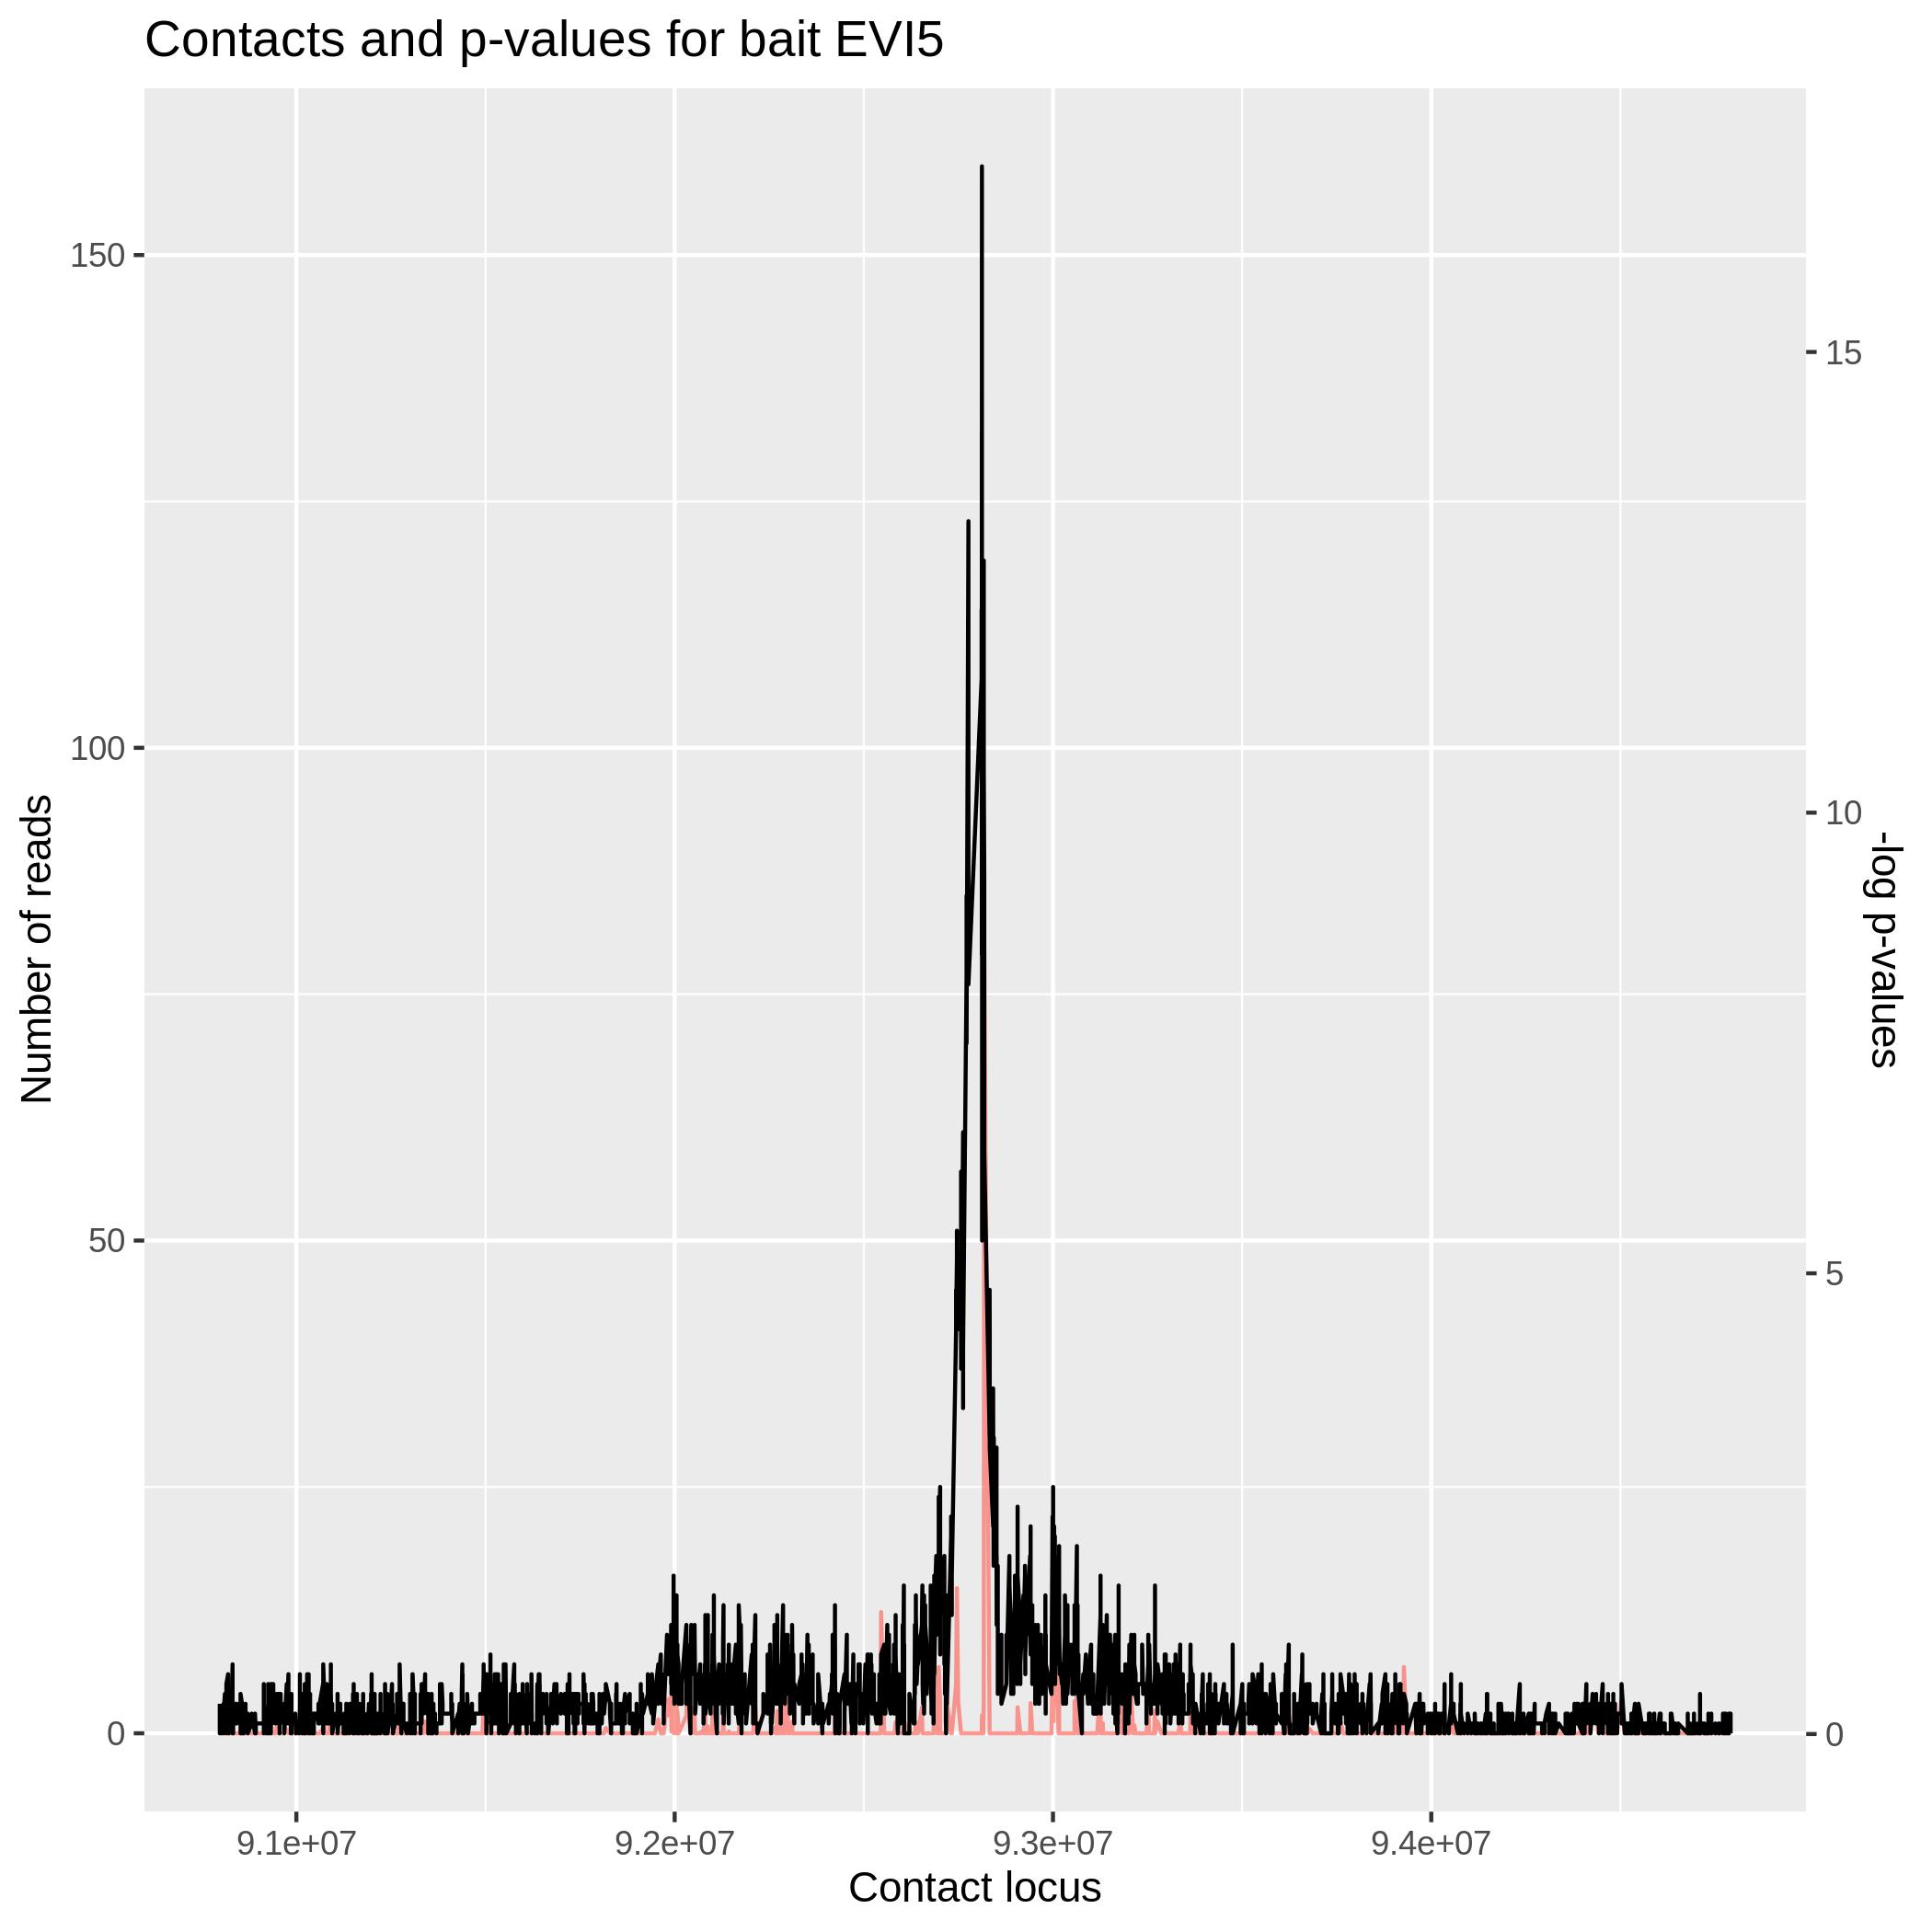 Contacts and p-values for bait EVI5
150
100
50
0
Number of reads
15
10
5
0
-log p-values
9.1e+07
9.2e+07
9.3e+07
9.4e+07
Contact locus